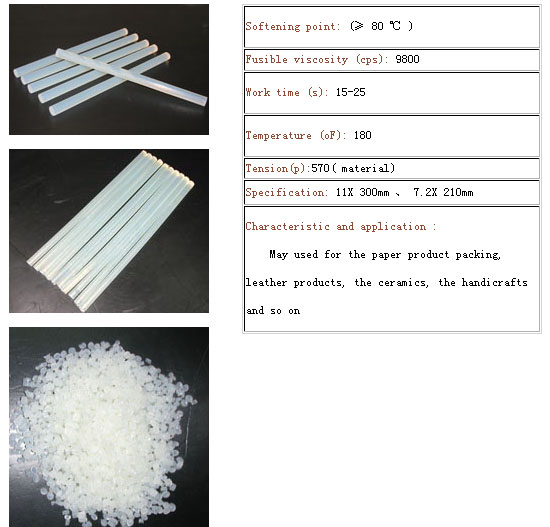 Softening point: (≥ 80 ℃ )
Fusible viscosity (cps): 9800
Work time (s): 15-25
Temperature (oF): 180
Tension(p):570( material)
Specification: 11X 300mm 、 7.2X 210mm
Characteristic and application :
May used for the paper product packing,
leather products, the ceramics, the handicrafts
and so on